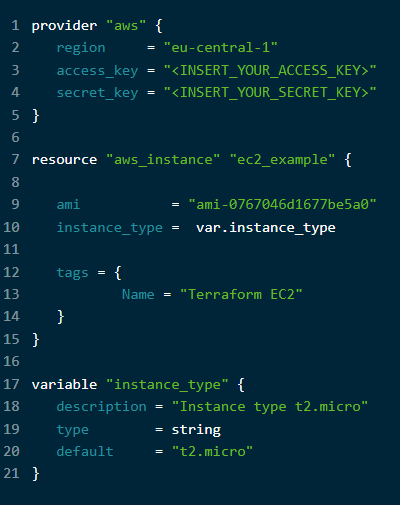 1 provider "aws" {
2    region     = "eu-central-1"
3    access_key = "<INSERT_YOUR_ACCESS_KEY>"
4    secret_key = "<INSERT_YOUR_SECRET_KEY>"
5 }
6
7 resource "aws_instance" "ec2_example" {
8
9    ami           = "ami-0767046d1677be5a0"
10    instance_type =  var.instance_type
11
12    tags = {
13            Name = "Terraform EC2"
14    }
15 }
16
17 variable "instance_type" {
18    description = "Instance type t2.micro"
19    type        = string
20    default     = "t2.micro"
21 }